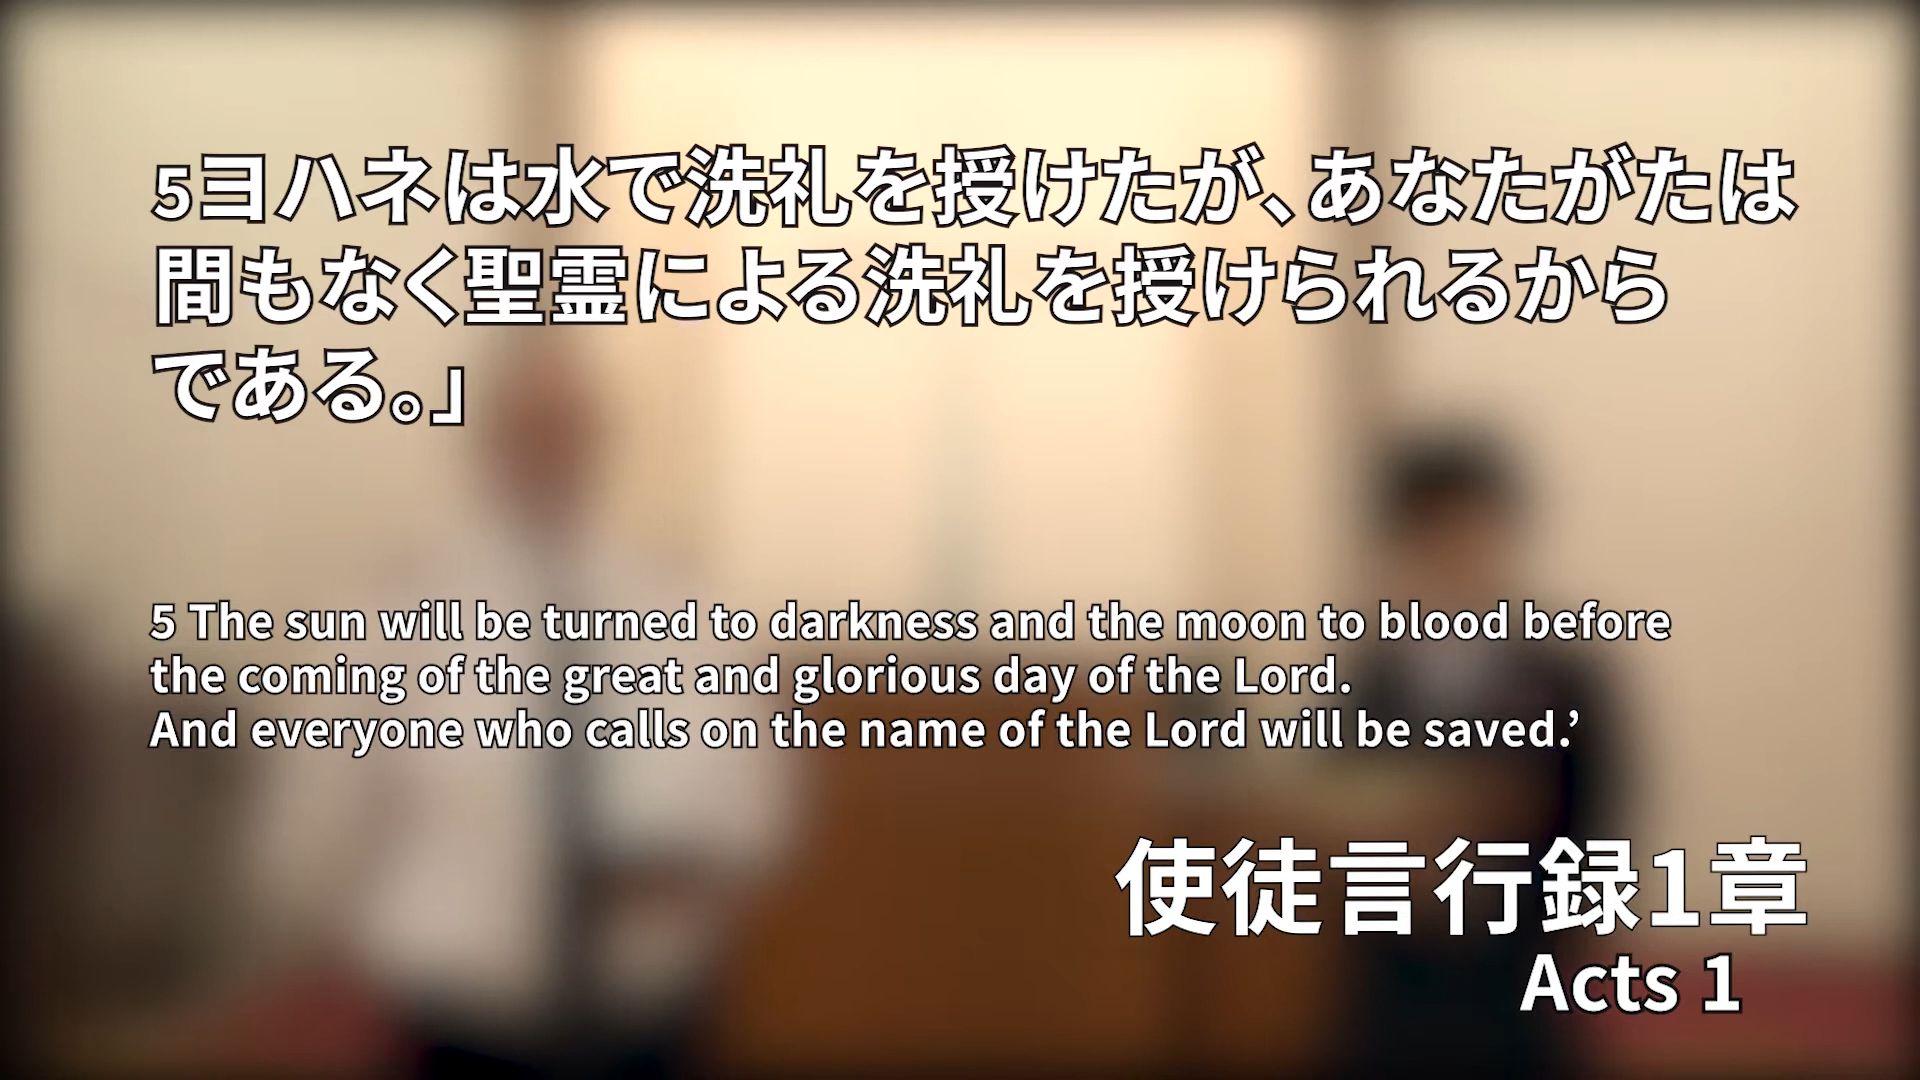 5ヨハネは水で洗礼を授けたが、あなたがたは
間もなく聖霊による洗礼を授けられるから
である。」
5 The sun will be turned to darkness and the moon to blood before
the coming of the great and glorious day of the Lord.
And everyone who calls on the name of the Lord will be saved.’
使徒言行録1章
Acts 1